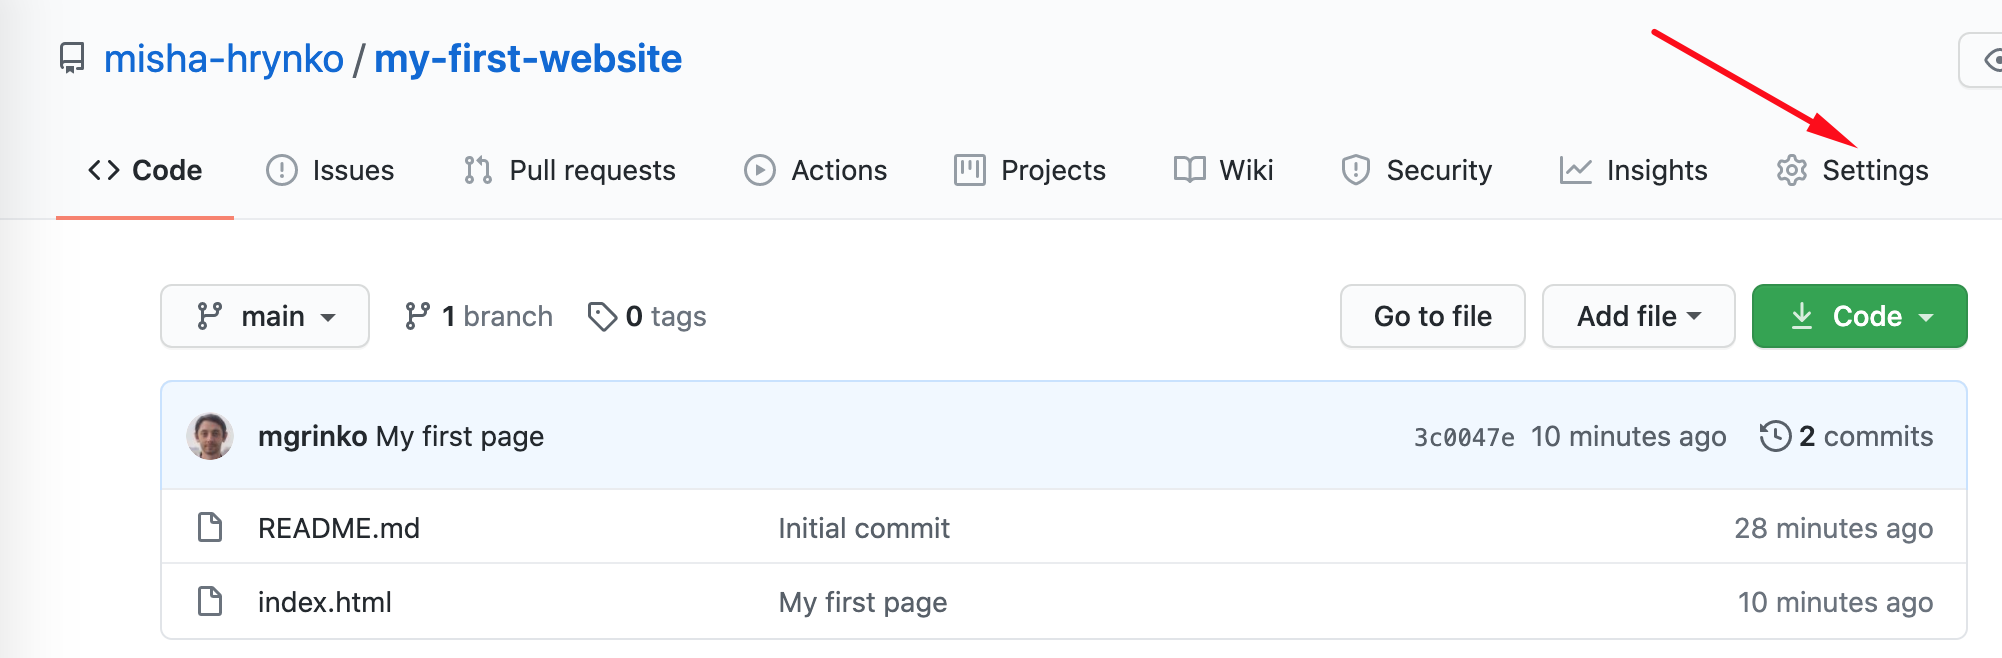 misha-hrynko / my-first-website
Code Issues Pull requests Actions Projects Wiki Security Insights Settings
main 1 branch 0 tags Go to file Add file Code
mgrinko My first page 3c0047e 10 minutes ago 2 commits
README.md Initial commit 28 minutes ago
index.html My first page 10 minutes ago